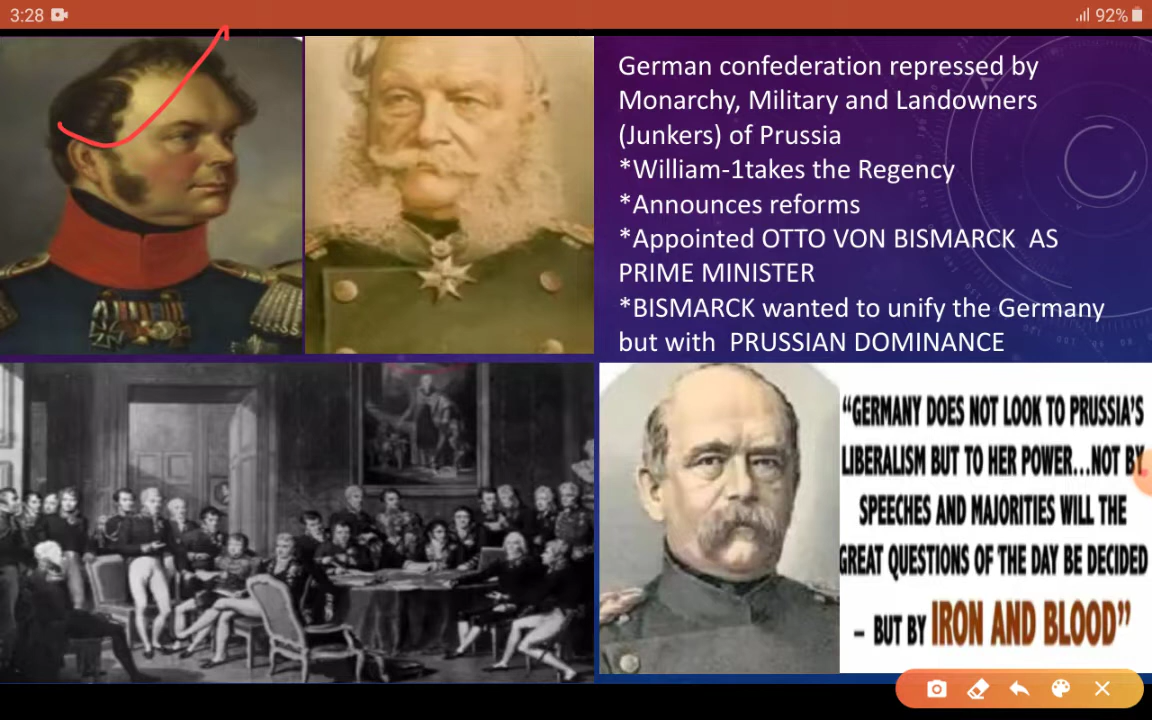 3:28
92%
German confederation repressed by
Monarchy, Military and Landowners
(Junkers) of Prussia
*William-1takes the Regency
*Announces reforms
*Appointed OTTO VON BISMARCK AS
PRIME MINISTER
*BISMARCK wanted to unify the Germany
but with PRUSSIAN DOMINANCE
“GERMANY DOES NOT LOOK TO PRUSSIA’S
LIBERALISM BUT TO HER POWER...NOT BY
SPEECHES AND MAJORITIES WILL THE
GREAT QUESTIONS OF THE DAY BE DECIDED
– BUT BY IRON AND BLOOD”